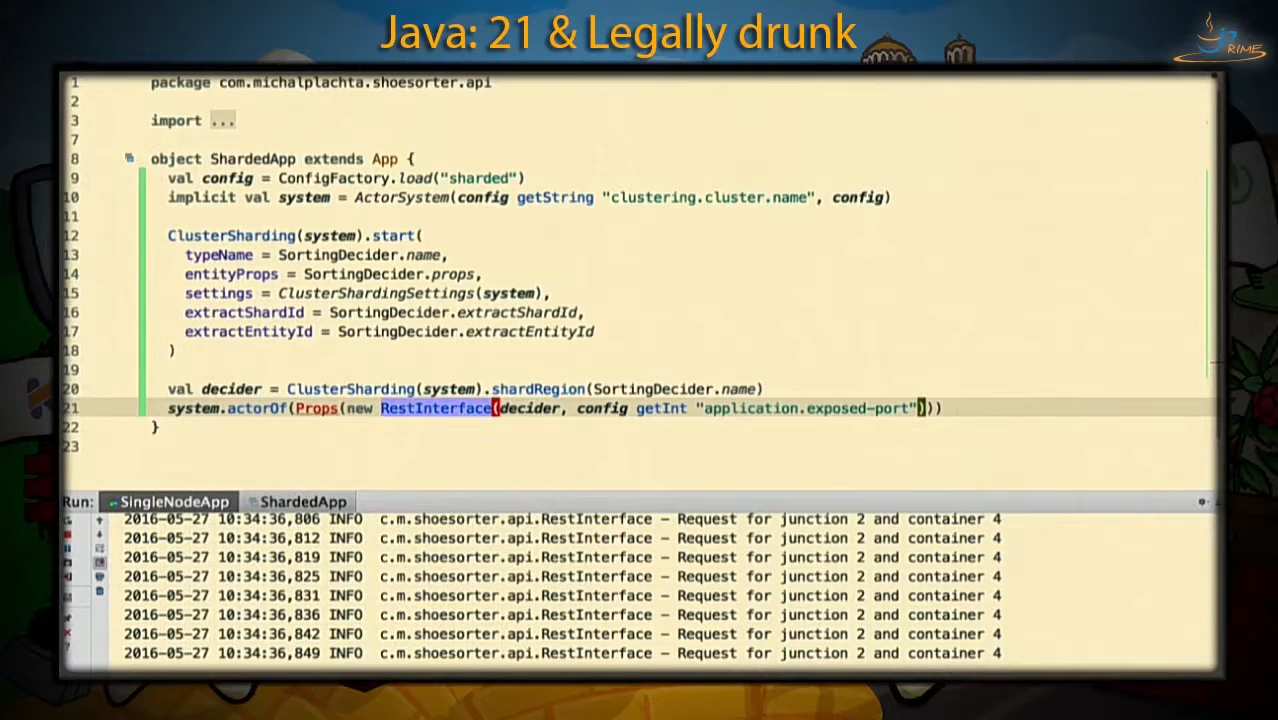 Java: 21 & Legally drunk
JPRIME
1 package com.michalplachta.shoesorter.api
2
3 import ...
7
8 object ShardedApp extends App {
9 val config = ConfigFactory.load("sharded")
10 implicit val system = ActorSystem(config getString "clustering.cluster.name", config)
11
12 ClusterSharding(system).start(
13 typeName = SortingDecider.name,
14 entityProps = SortingDecider.props,
15 settings = ClusterShardingSettings(system),
16 extractShardId = SortingDecider.extractShardId,
17 extractEntityId = SortingDecider.extractEntityId
18 )
19
20 val decider = ClusterSharding(system).shardRegion(SortingDecider.name)
21 system.actorOf(Props(new RestInterface(decider, config getInt "application.exposed-port")))
22 }
23
Run: SingleNodeApp ShardedApp
2016-05-27 10:34:36,806 INFO c.m.shoesorter.api.RestInterface - Request for junction 2 and container 4
2016-05-27 10:34:36,812 INFO c.m.shoesorter.api.RestInterface - Request for junction 2 and container 4
2016-05-27 10:34:36,819 INFO c.m.shoesorter.api.RestInterface - Request for junction 2 and container 4
2016-05-27 10:34:36,825 INFO c.m.shoesorter.api.RestInterface - Request for junction 2 and container 4
2016-05-27 10:34:36,831 INFO c.m.shoesorter.api.RestInterface - Request for junction 2 and container 4
2016-05-27 10:34:36,836 INFO c.m.shoesorter.api.RestInterface - Request for junction 2 and container 4
2016-05-27 10:34:36,842 INFO c.m.shoesorter.api.RestInterface - Request for junction 2 and container 4
2016-05-27 10:34:36,849 INFO c.m.shoesorter.api.RestInterface - Request for junction 2 and container 4